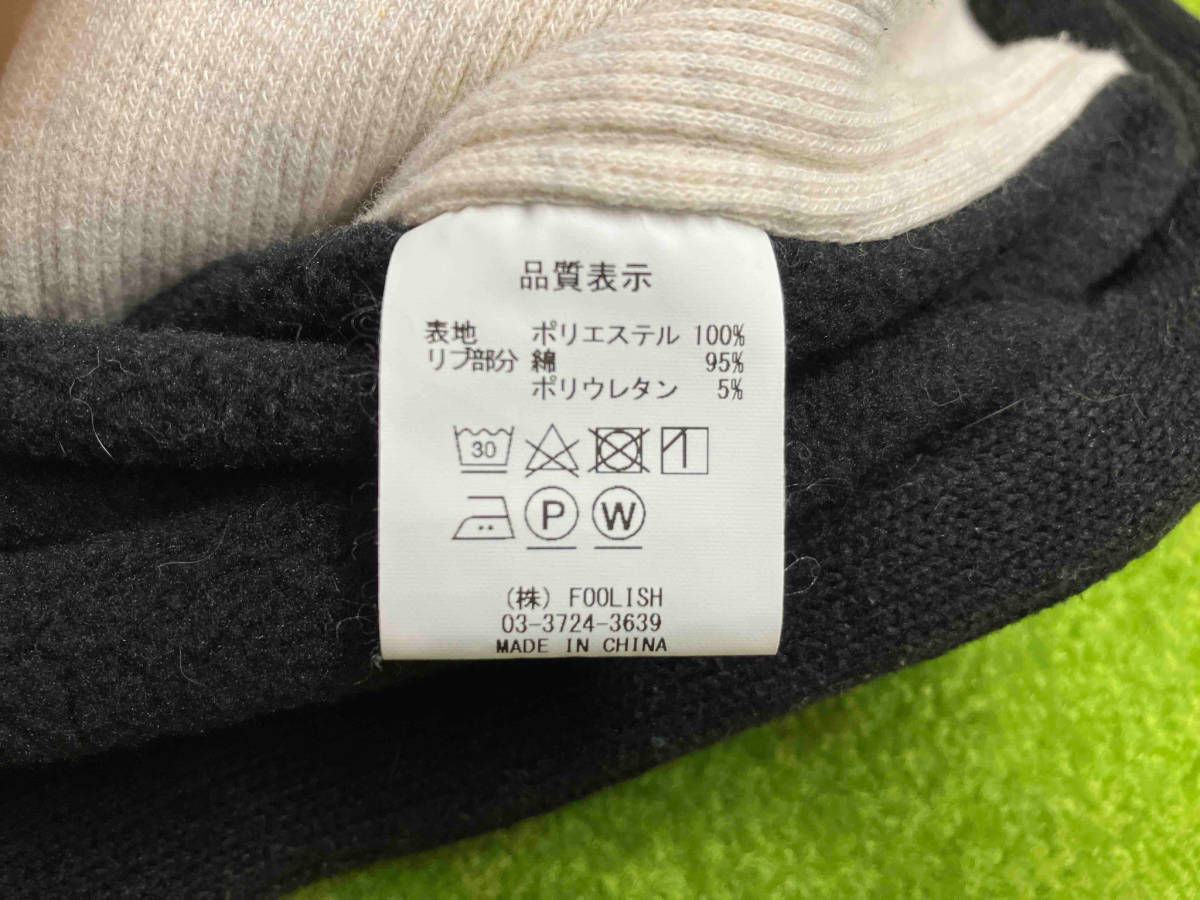 品質表示
表地 ポリエステル 100%
リブ部分 綿 95%
ポリウレタン 5%
30
P W
(株) FOOLISH
03-3724-3639
MADE IN CHINA